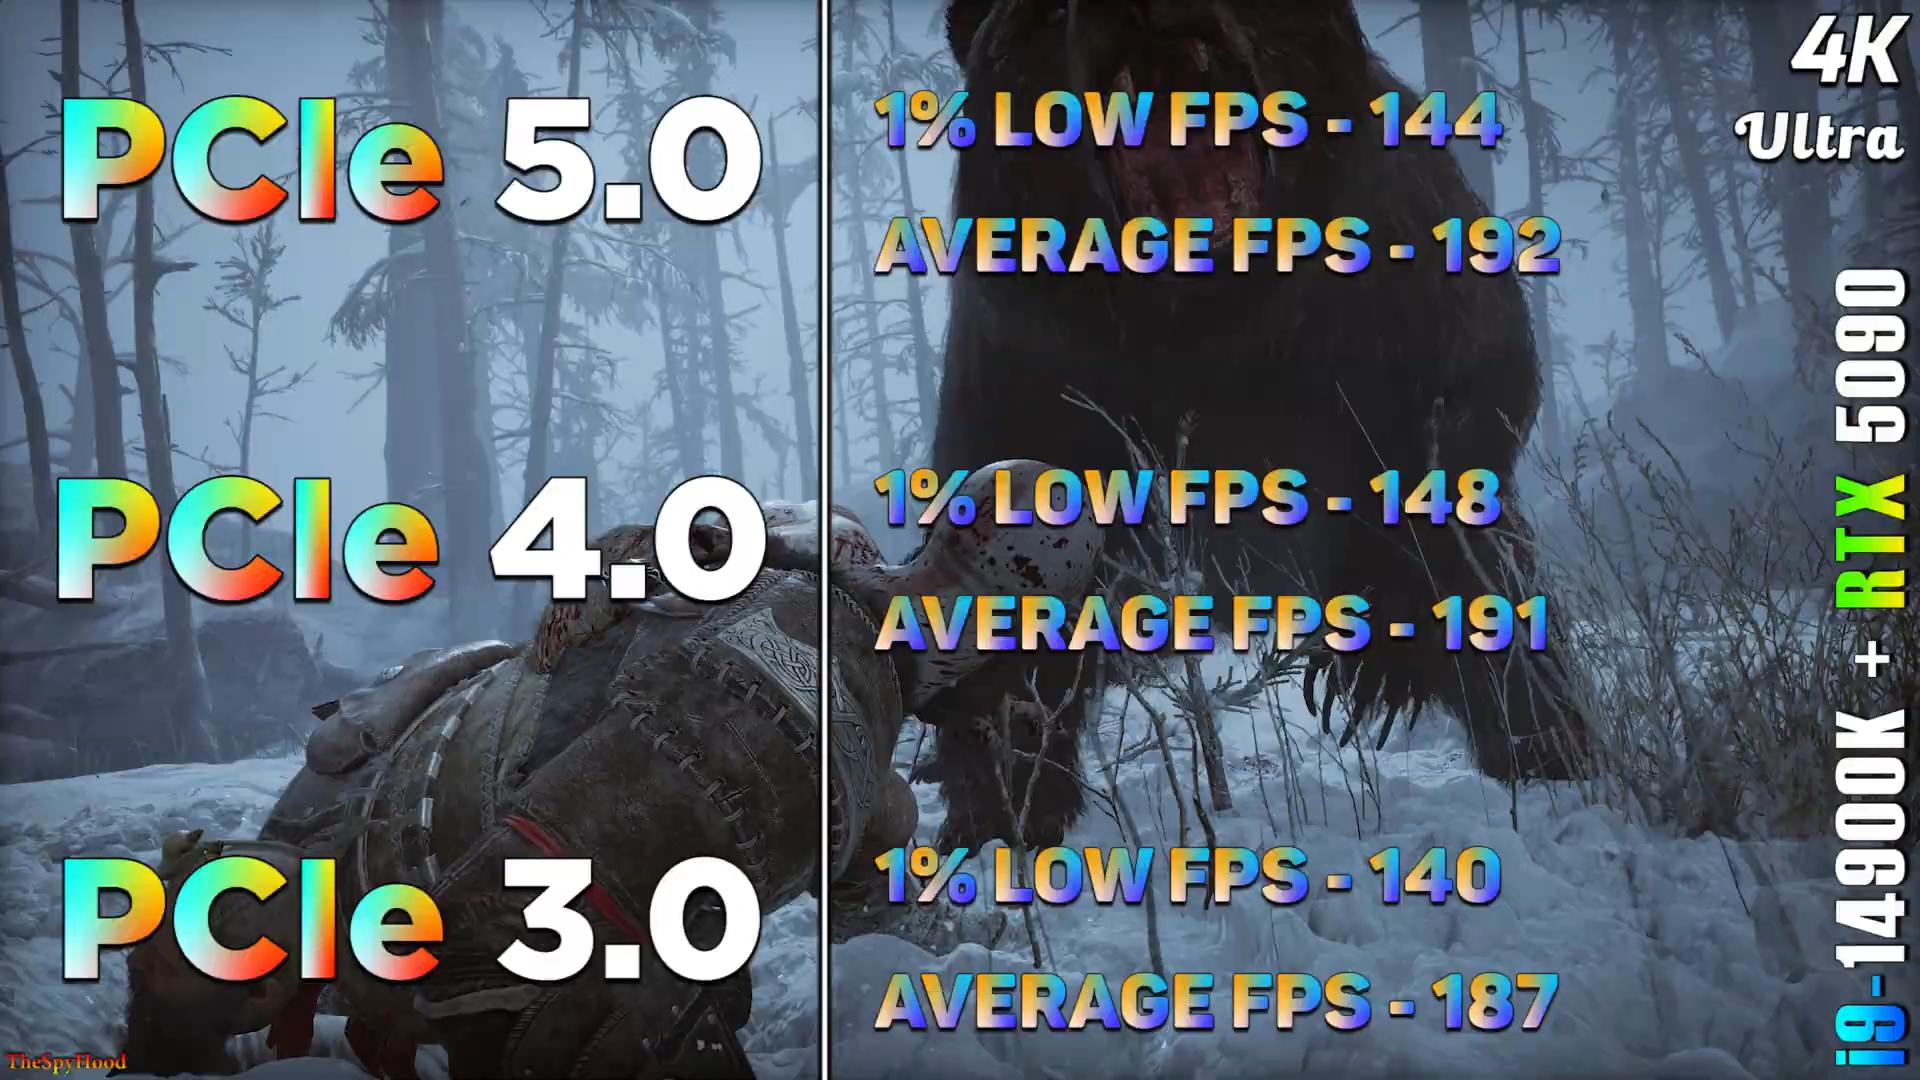 PCIe 5.0
1% LOW FPS - 144
AVERAGE FPS - 192
PCIe 4.0
1% LOW FPS - 148
AVERAGE FPS - 191
PCIe 3.0
1% LOW FPS - 140
AVERAGE FPS - 187
4K
Ultra
i9-14900K + RTX 5090
TheSpyHood